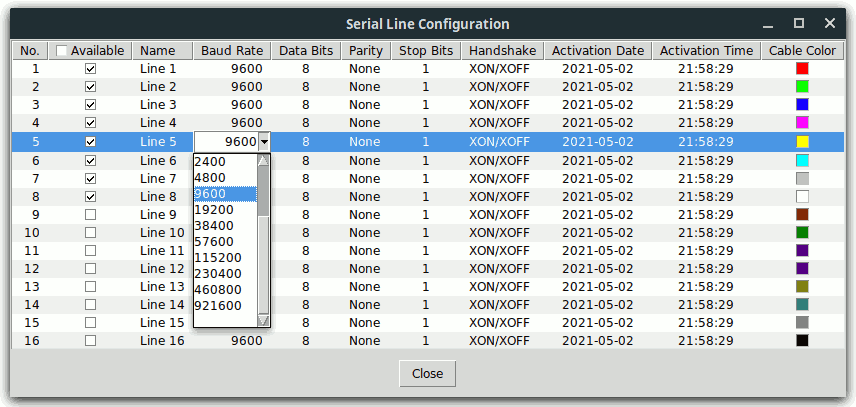 Serial Line Configuration
No. Available Name Baud Rate Data Bits Parity Stop Bits Handshake Activation Date Activation Time Cable Color
1 Line 1 9600 8 None 1 XON/XOFF 2021-05-02 21:58:29
2 Line 2 9600 8 None 1 XON/XOFF 2021-05-02 21:58:29
3 Line 3 9600 8 None 1 XON/XOFF 2021-05-02 21:58:29
4 Line 4 9600 8 None 1 XON/XOFF 2021-05-02 21:58:29
5 Line 5 9600 8 None 1 XON/XOFF 2021-05-02 21:58:29
6 Line 6 2400 8 None 1 XON/XOFF 2021-05-02 21:58:29
7 Line 7 4800 8 None 1 XON/XOFF 2021-05-02 21:58:29
8 Line 8 9600 8 None 1 XON/XOFF 2021-05-02 21:58:29
9 Line 9 19200 8 None 1 XON/XOFF 2021-05-02 21:58:29
10 Line 10 38400 8 None 1 XON/XOFF 2021-05-02 21:58:29
11 Line 11 57600 8 None 1 XON/XOFF 2021-05-02 21:58:29
115200
12 Line 12 230400 8 None 1 XON/XOFF 2021-05-02 21:58:29
13 Line 13 460800 8 None 1 XON/XOFF 2021-05-02 21:58:29
14 Line 14 921600 8 None 1 XON/XOFF 2021-05-02 21:58:29
15 Line 15 8 None 1 XON/XOFF 2021-05-02 21:58:29
16 Line 16 9600 8 None 1 XON/XOFF 2021-05-02 21:58:29
Close